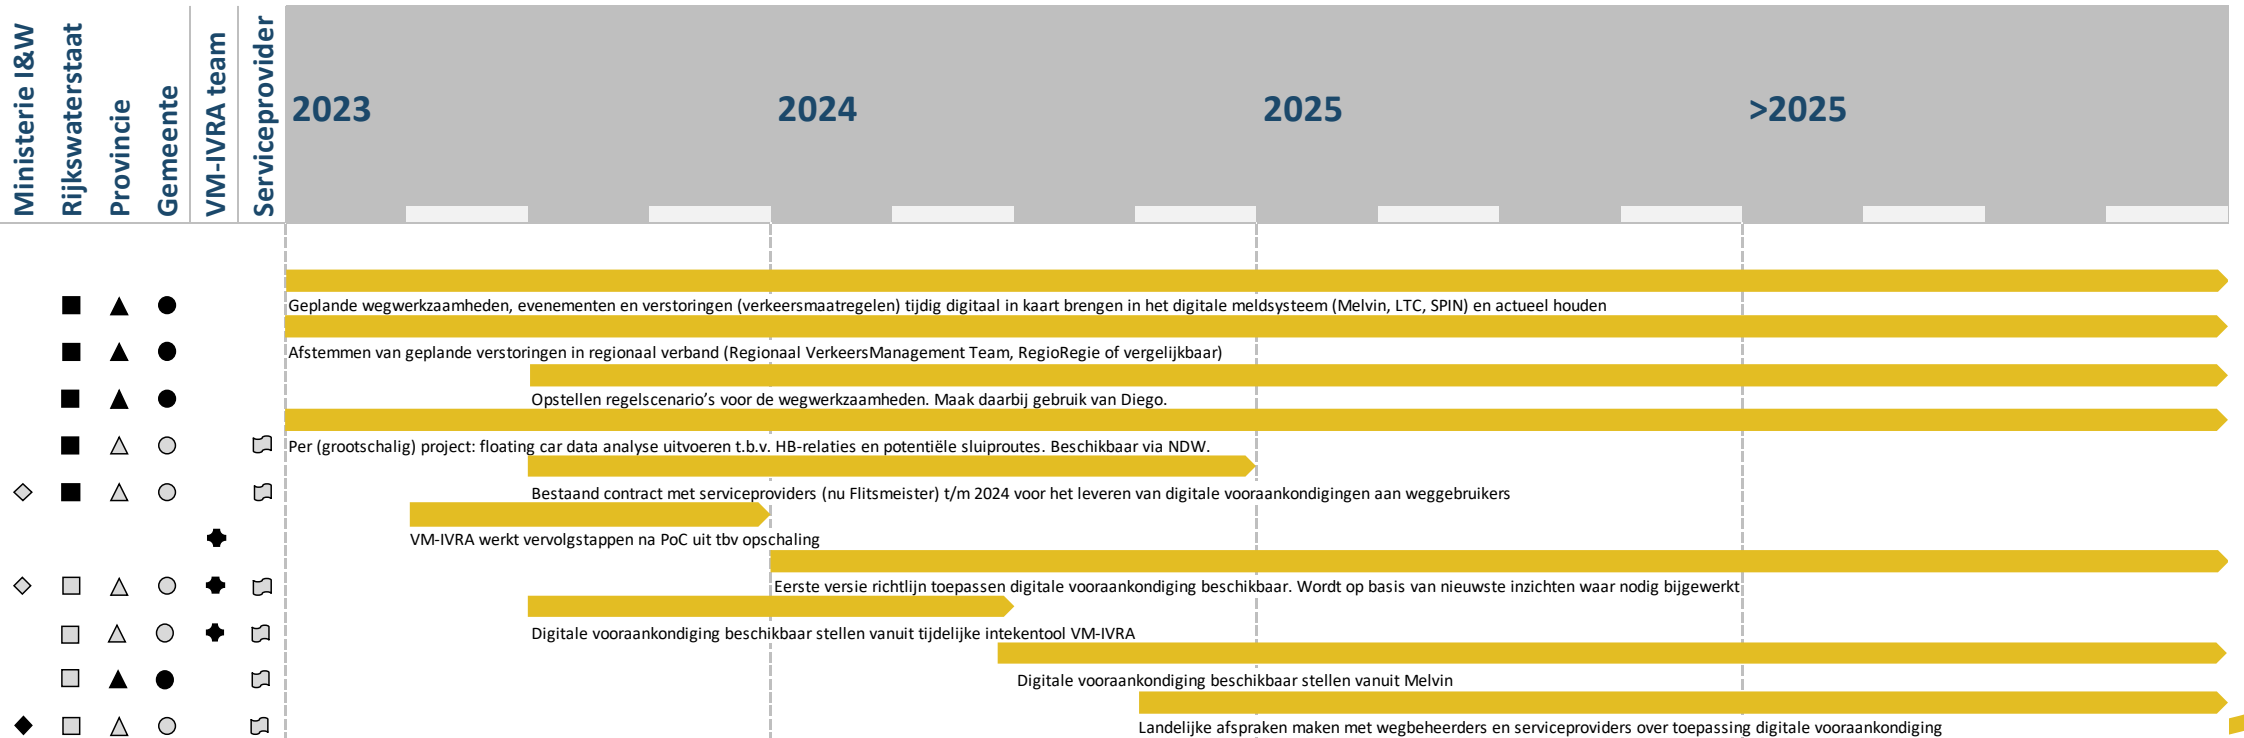 Ministerie I&W
Rijkswaterstaat
Provincie
Gemeente
VM-IVRA team
Serviceprovider
2023
2024
2025
>2025
Geplande wegwerkzaamheden, evenementen en verstoringen (verkeersmaatregelen) tijdig digitaal in kaart brengen in het digitale meldsysteem (Melvin, LTC, SPIN) en actueel houden
Afstemmen van geplande verstoringen in regionaal verband (Regionaal VerkeersManagement Team, RegioRegie of vergelijkbaar)
Opstellen regelscenario's voor de wegwerkzaamheden. Maak daarbij gebruik van Diego.
Per (grootschalig) project: floating car data analyse uitvoeren t.b.v. HB-relaties en potentiële sluiproutes. Beschikbaar via NDW.
Bestaand contract met serviceproviders (nu Flitsmeister) t/m 2024 voor het leveren van digitale vooraankondigingen aan weggebruikers
VM-IVRA werkt vervolgstappen na PoC uit tbv opschaling
Eerste versie richtlijn toepassen digitale vooraankondiging beschikbaar. Wordt op basis van nieuwste inzichten waar nodig bijgewerkt
Digitale vooraankondiging beschikbaar stellen vanuit tijdelijke intekentool VM-IVRA
Digitale vooraankondiging beschikbaar stellen vanuit Melvin
Landelijke afspraken maken met wegbeheerders en serviceproviders over toepassing digitale vooraankondiging